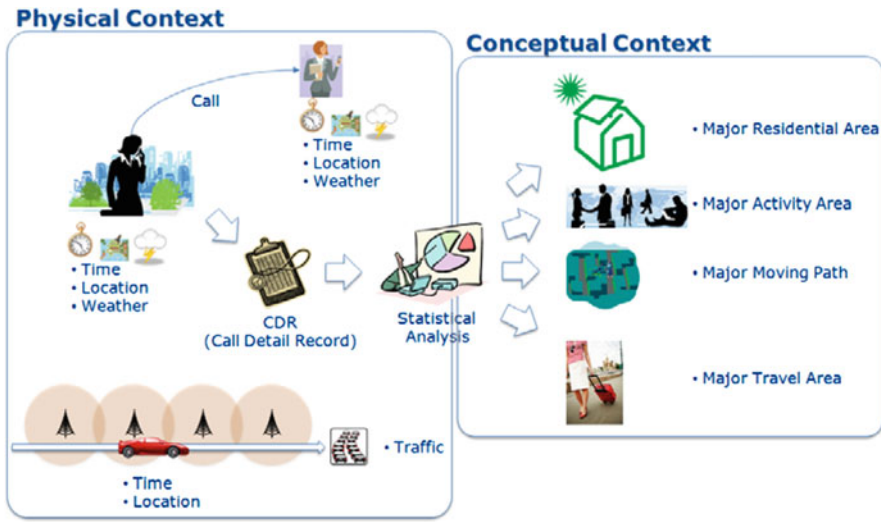 Physical Context
Call
• Time
• Location
• Weather
• Time
• Location
• Weather
CDR
(Call Detail Record)
Statistical
Analysis
• Traffic
• Time
• Location
Conceptual Context
• Major Residential Area
• Major Activity Area
• Major Moving Path
• Major Travel Area